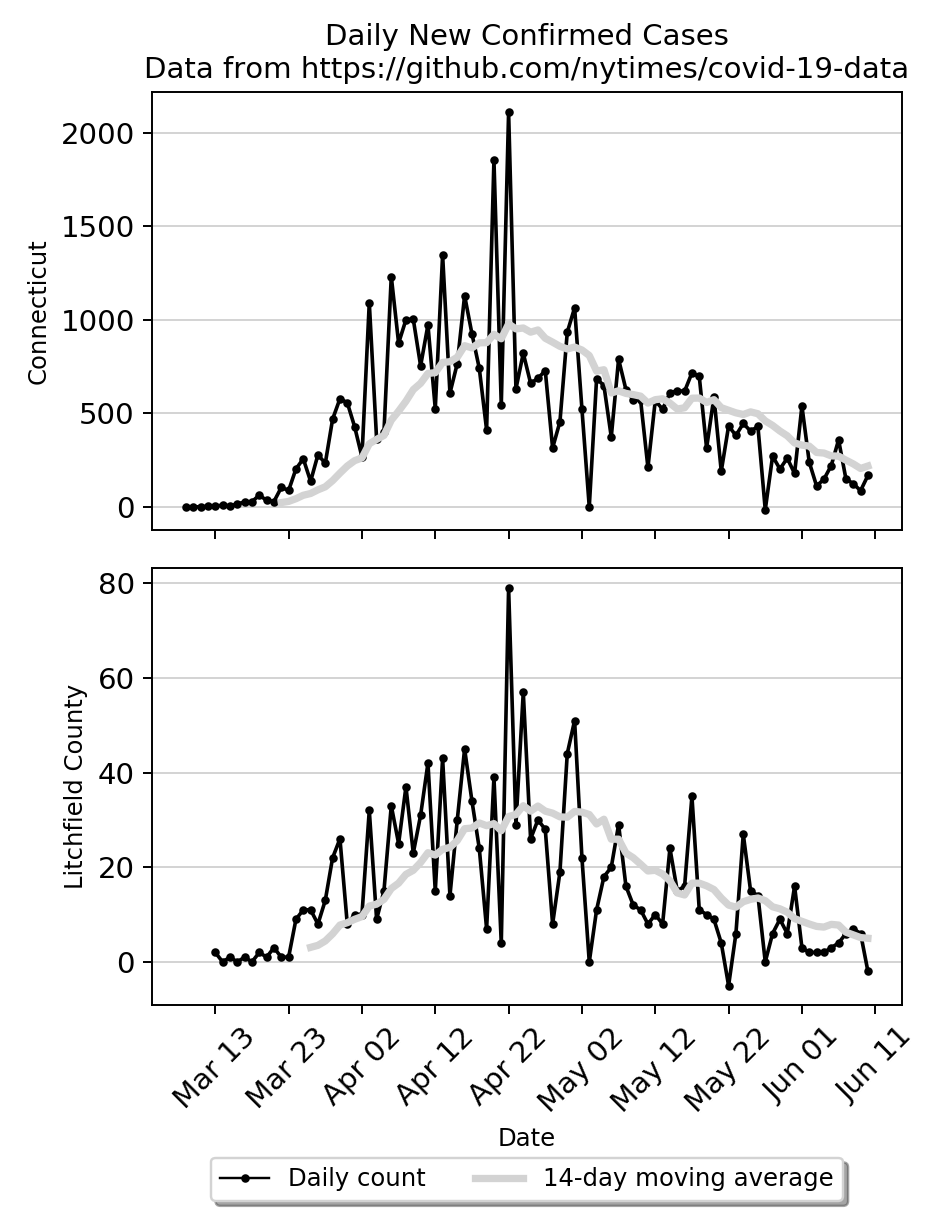 Daily New Confirmed Cases
Data from https://github.com/nytimes/covid-19-data
2000
1500
1000
500
0
Connecticut
80
60
40
20
0
Litchfield County
Mar 13
Mar 23
Apr 02
Apr 12
Apr 22
May 02
May 12
May 22
Jun 01
Jun 11
Date
Daily count
14-day moving average